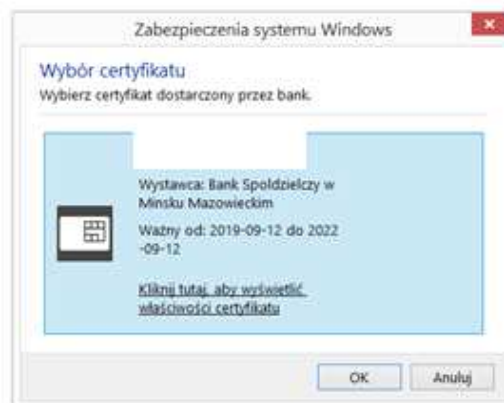 Zabezpieczenia systemu Windows
Wybór certyfikatu
Wybierz certyfikat dostarczony przez bank.
Wystawca: Bank Spoldzielczy w
Minsku Mazowieckim
Ważny od: 2019-09-12 do 2022
-09-12
Kliknij tutaj, aby wyświetlić
właściwości certyfikatu
OK
Anuluj